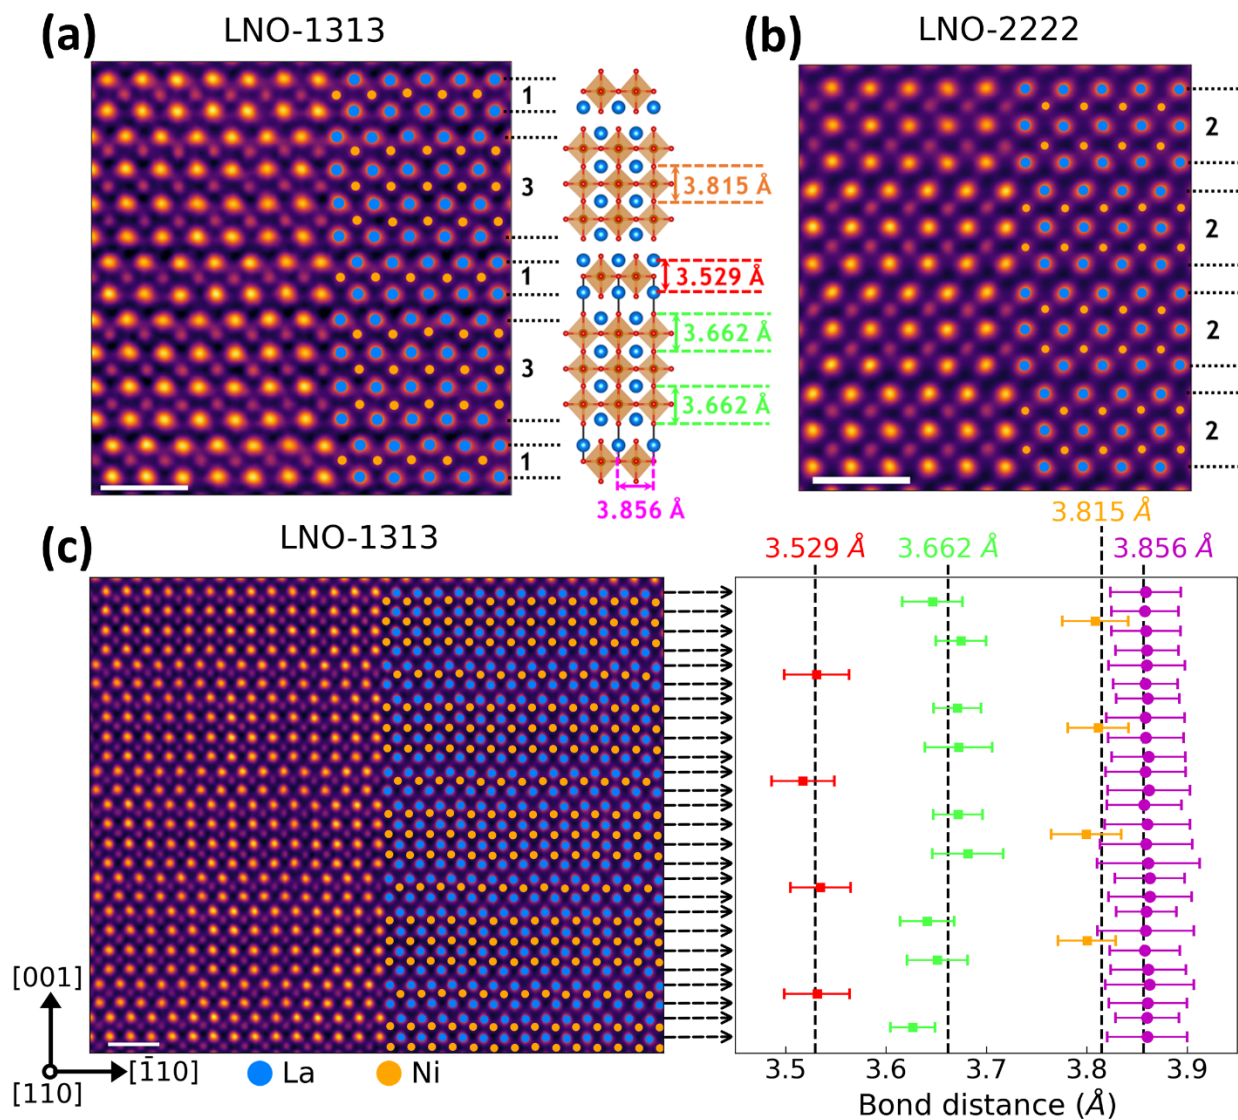 (a)
LNO-1313
1
3
1
3
1
3.815 Å
3.529 Å
3.662 Å
3.662 Å
3.856 Å
(b)
LNO-2222
2
2
2
2
(c)
LNO-1313
3.529 Å
3.662 Å
3.815 Å
3.856 Å
[001]
[110]
[1̄10]
La
Ni
3.5 3.6 3.7 3.8 3.9
Bond distance (Å)